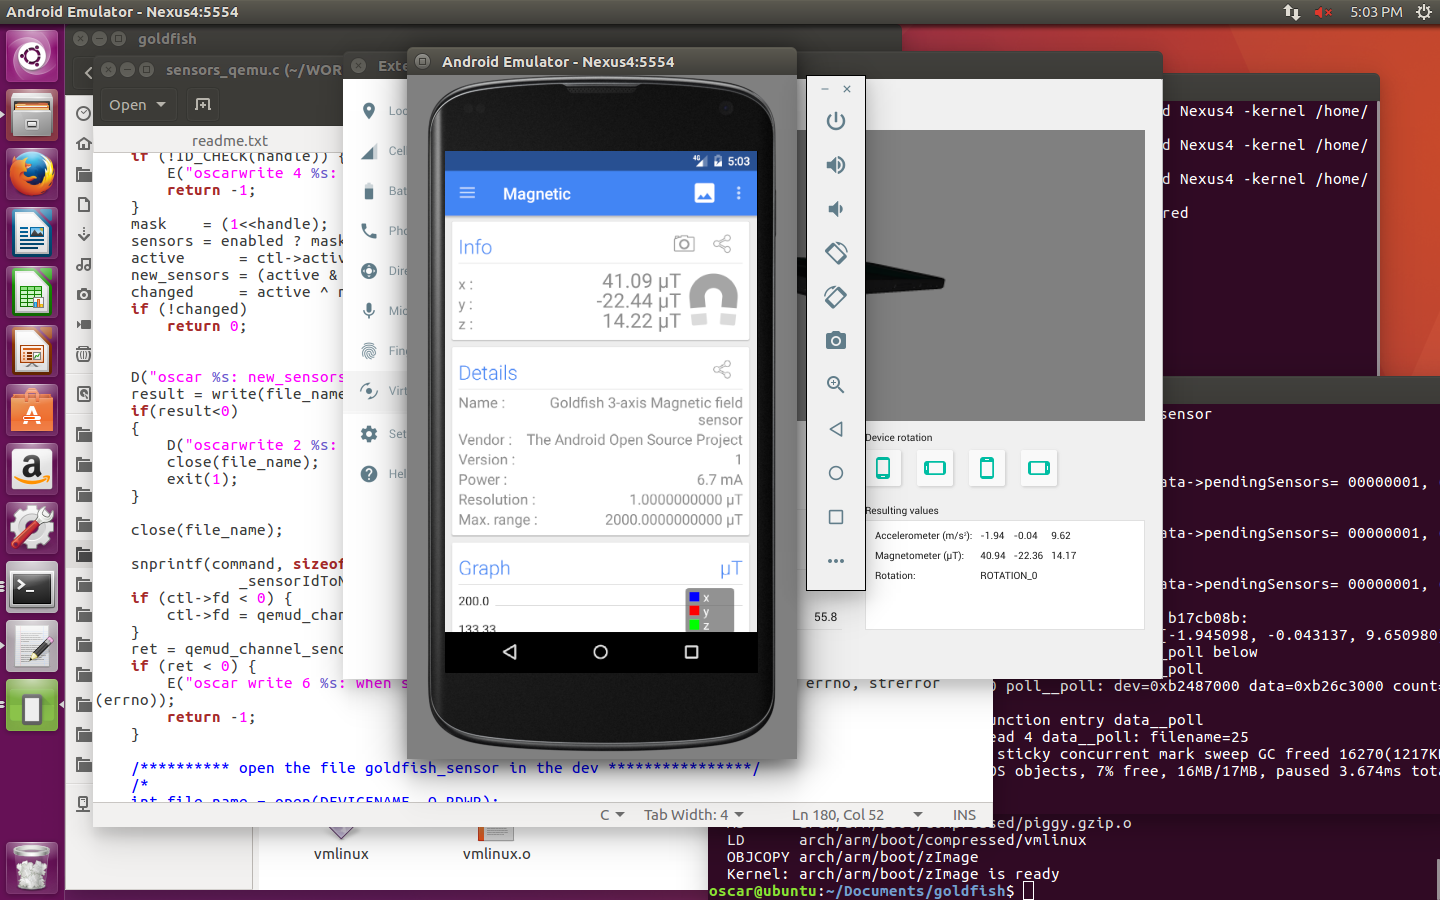 Android Emulator - Nexus4:5554
5:03 PM
goldfish
sensors_qemu.c (~/WOR
Open
readme.txt
if (!ID_CHECK(handle)) {
E("oscarwrite 4 %s:
return -1;
}
mask = (1<<handle);
sensors = enabled ? mask
active = ctl->activ
new_sensors = (active &
changed = active ^ n
if (!changed)
return 0;
D("oscar %s: new_sensors
result = write(file_name
if(result<0)
{
D("oscarwrite 2 %s:
close(file_name);
exit(1);
}
close(file_name);
snprintf(command, sizeof
_sensorIdToN
if (ctl->fd < 0) {
ctl->fd = qemud_chan
}
ret = qemud_channel_send
if (ret < 0) {
E("oscar write 6 %s: when s
errno, strerror
(errno));
return -1;
}
/********** open the file goldfish_sensor in the dev ****************/
/*
int file_name = open(DEVICENAME, O_RDWR);
C
Tab Width: 4
Ln 180, Col 52
INS
vmlinux
vmlinux.o
Exte
Loc
Cell
Bat
Pho
Dire
Mic
Fing
Virt
Set
Hel
Android Emulator - Nexus4:5554
4G
5:03
Magnetic
Info
x : 41.09 μT
y : -22.44 μT
z : 14.22 μT
Details
Name : Goldfish 3-axis Magnetic field
sensor
Vendor : The Android Open Source Project
Version : 1
Power : 6.7 mA
Resolution : 1.0000000000 μT
Max. range : 2000.0000000000 μT
Graph μT
200.0
133.33
x
y
z
Device rotation
Resulting values
Accelerometer (m/s²): -1.94 -0.04 9.62
Magnetometer (μT): 40.94 -22.36 14.17
Rotation: ROTATION_0
55.8
d Nexus4 -kernel /home/
d Nexus4 -kernel /home/
d Nexus4 -kernel /home/
red
sensor
ata->pendingSensors= 00000001,
ata->pendingSensors= 00000001,
ata->pendingSensors= 00000001,
b17cb08b:
[-1.945098, -0.043137, 9.650980
_poll below
_poll
0 poll__poll: dev=0xb2487000 data=0xb26c3000 count=
unction entry data__poll
ead 4 data__poll: filename=25
sticky concurrent mark sweep GC freed 16270(1217K
OS objects, 7% free, 16MB/17MB, paused 3.674ms tota
arch/arm/boot/compressed/piggy.gzip.o
LD arch/arm/boot/compressed/vmlinux
OBJCOPY arch/arm/boot/zImage
Kernel: arch/arm/boot/zImage is ready
oscar@ubuntu:~/Documents/goldfish$